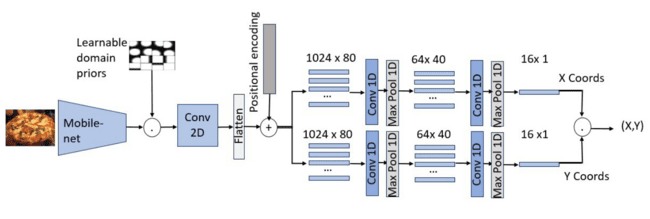 Learnable
domain
priors
Mobile-
net
.
Conv
2D
Flatten
Positional encoding
+
1024 x 80
...
Conv 1D
Max Pool 1D
64x 40
...
Conv 1D
Max Pool 1D
16x 1
X Coords
1024 x 80
...
Conv 1D
Max Pool 1D
64x 40
...
Conv 1D
Max Pool 1D
16 x1
Y Coords
.
(X,Y)